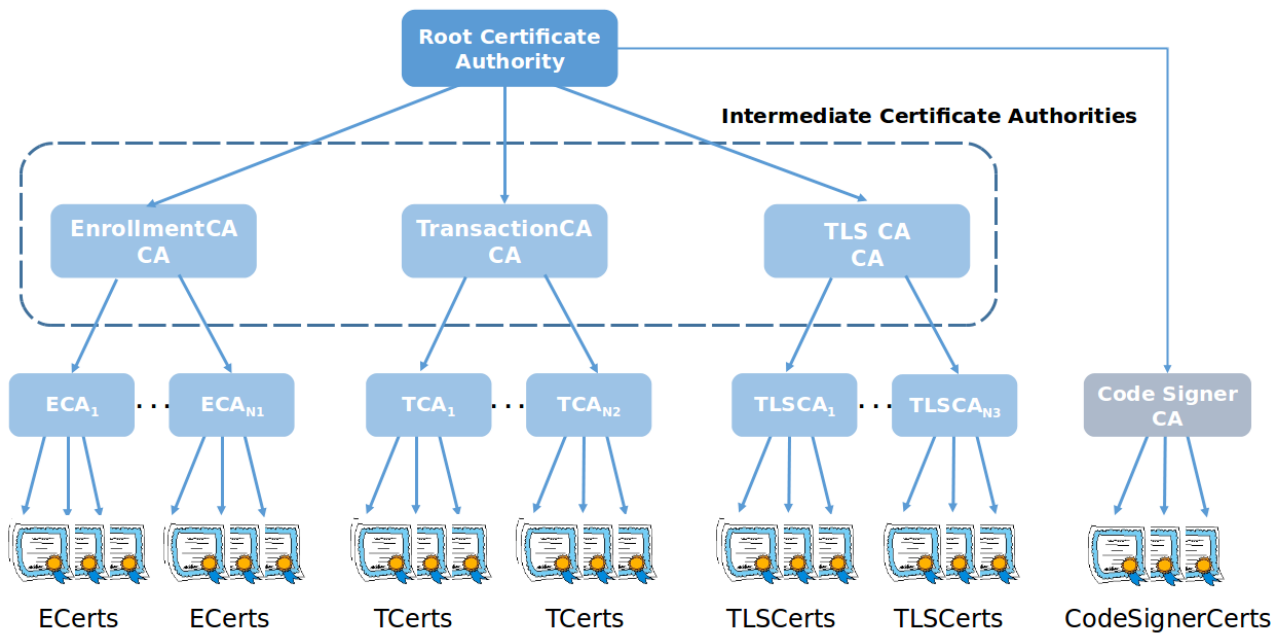 Root Certificate
Authority
Intermediate Certificate Authorities
EnrollmentCA
CA
TransactionCA
CA
TLS CA
CA
ECA1 . . . ECAN1
TCA1 . . . TCAN2
TLSCA1 . . . TLSCAN3
Code Signer
CA
ECerts
ECerts
TCerts
TCerts
TLSCerts
TLSCerts
CodeSignerCerts